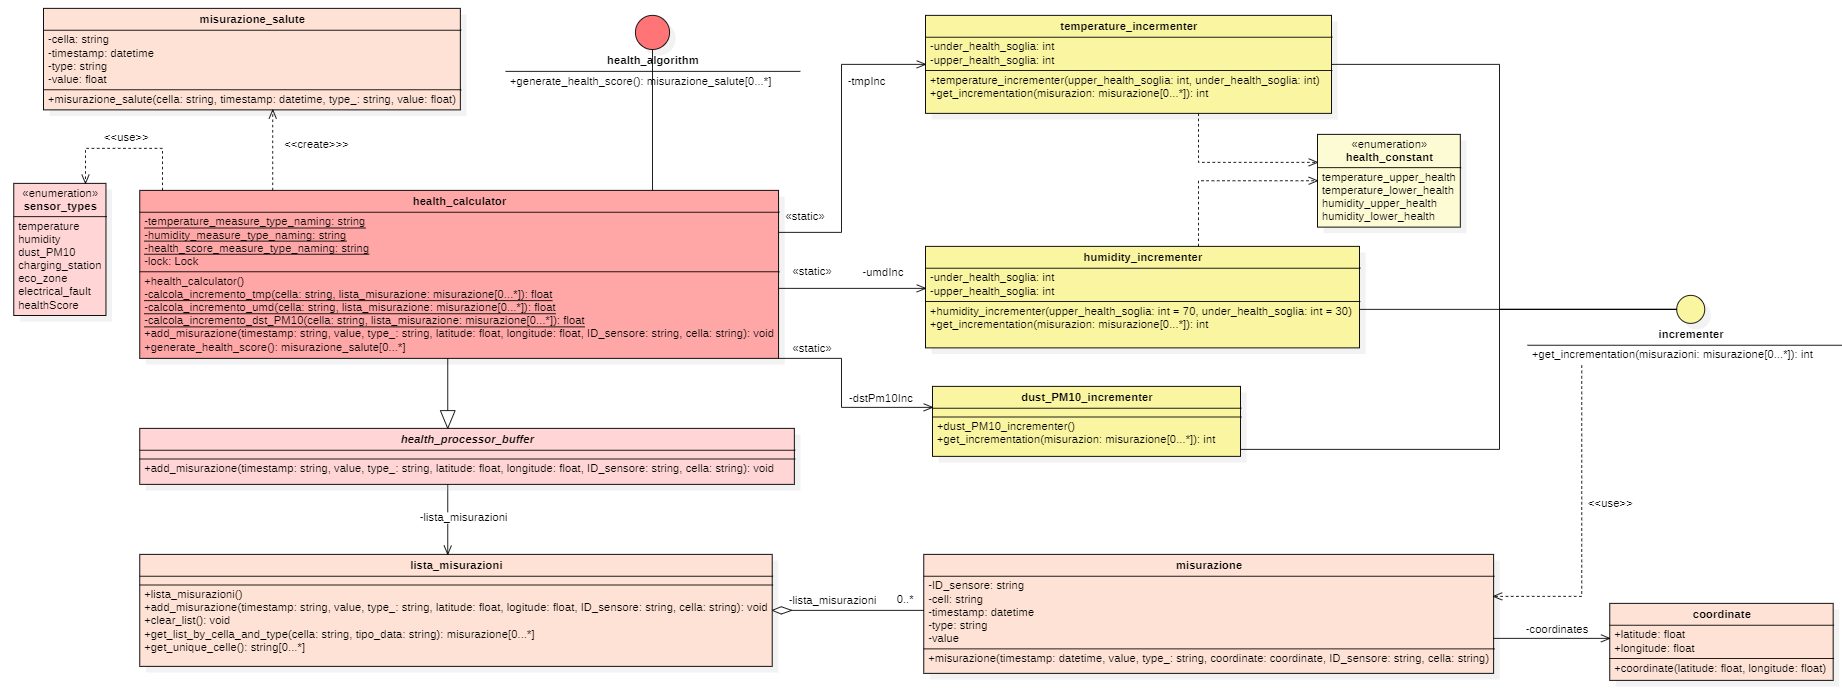 misurazione_salute
-cella: string
-timestamp: datetime
-type: string
-value: float
+misurazione_salute(cella: string, timestamp: datetime, type_: string, value: float)
health_algorithm
+generate_health_score(): misurazione_salute[0...*]
temperature_incermenter
-under_health_soglia: int
-upper_health_soglia: int
+temperature_incrementer(upper_health_soglia: int, under_health_soglia: int)
+get_incrementation(misurazion: misurazione[0...*]): int
-tmpInc
<<use>>
<<create>>>
«enumeration»
health_constant
temperature_upper_health
temperature_lower_health
humidity_upper_health
humidity_lower_health
«enumeration»
sensor_types
temperature
humidity
dust_PM10
charging_station
eco_zone
electrical_fault
healthScore
health_calculator
-temperature_measure_type_naming: string
-humidity_measure_type_naming: string
-health_score_measure_type_naming: string
-lock: Lock
+health_calculator()
-calcola_incremento_tmp(cella: string, lista_misurazione: misurazione[0...*]): float
-calcola_incremento_umd(cella: string, lista_misurazione: misurazione[0...*]): float
-calcola_incremento_dst_PM10(cella: string, lista_misurazione: misurazione[0...*]): float
+add_misurazione(timestamp: string, value, type_: string, latitude: float, longitude: float, ID_sensore: string, cella: string): void
+generate_health_score(): misurazione_salute[0...*]
«static»
«static»
-umdInc
«static»
-dstPm10Inc
humidity_incrementer
-under_health_soglia: int
-upper_health_soglia: int
+humidity_incrementer(upper_health_soglia: int = 70, under_health_soglia: int = 30)
+get_incrementation(misurazion: misurazione[0...*]): int
incrementer
+get_incrementation(misurazioni: misurazione[0...*]): int
dust_PM10_incrementer
+dust_PM10_incrementer()
+get_incrementation(misurazion: misurazione[0...*]): int
health_processor_buffer
+add_misurazione(timestamp: string, value, type_: string, latitude: float, longitude: float, ID_sensore: string, cella: string): void
-lista_misurazioni
<<use>>
lista_misurazioni
+lista_misurazioni()
+add_misurazione(timestamp: string, value, type_: string, latitude: float, logitude: float, ID_sensore: string, cella: string): void
+clear_list(): void
+get_list_by_cella_and_type(cella: string, tipo_data: string): misurazione[0...*]
+get_unique_celle(): string[0...*]
-lista_misurazioni
0..*
misurazione
-ID_sensore: string
-cell: string
-timestamp: datetime
-type: string
-value
+misurazione(timestamp: datetime, value, type_: string, coordinate: coordinate, ID_sensore: string, cella: string)
-coordinates
coordinate
+latitude: float
+longitude: float
+coordinate(latitude: float, longitude: float)